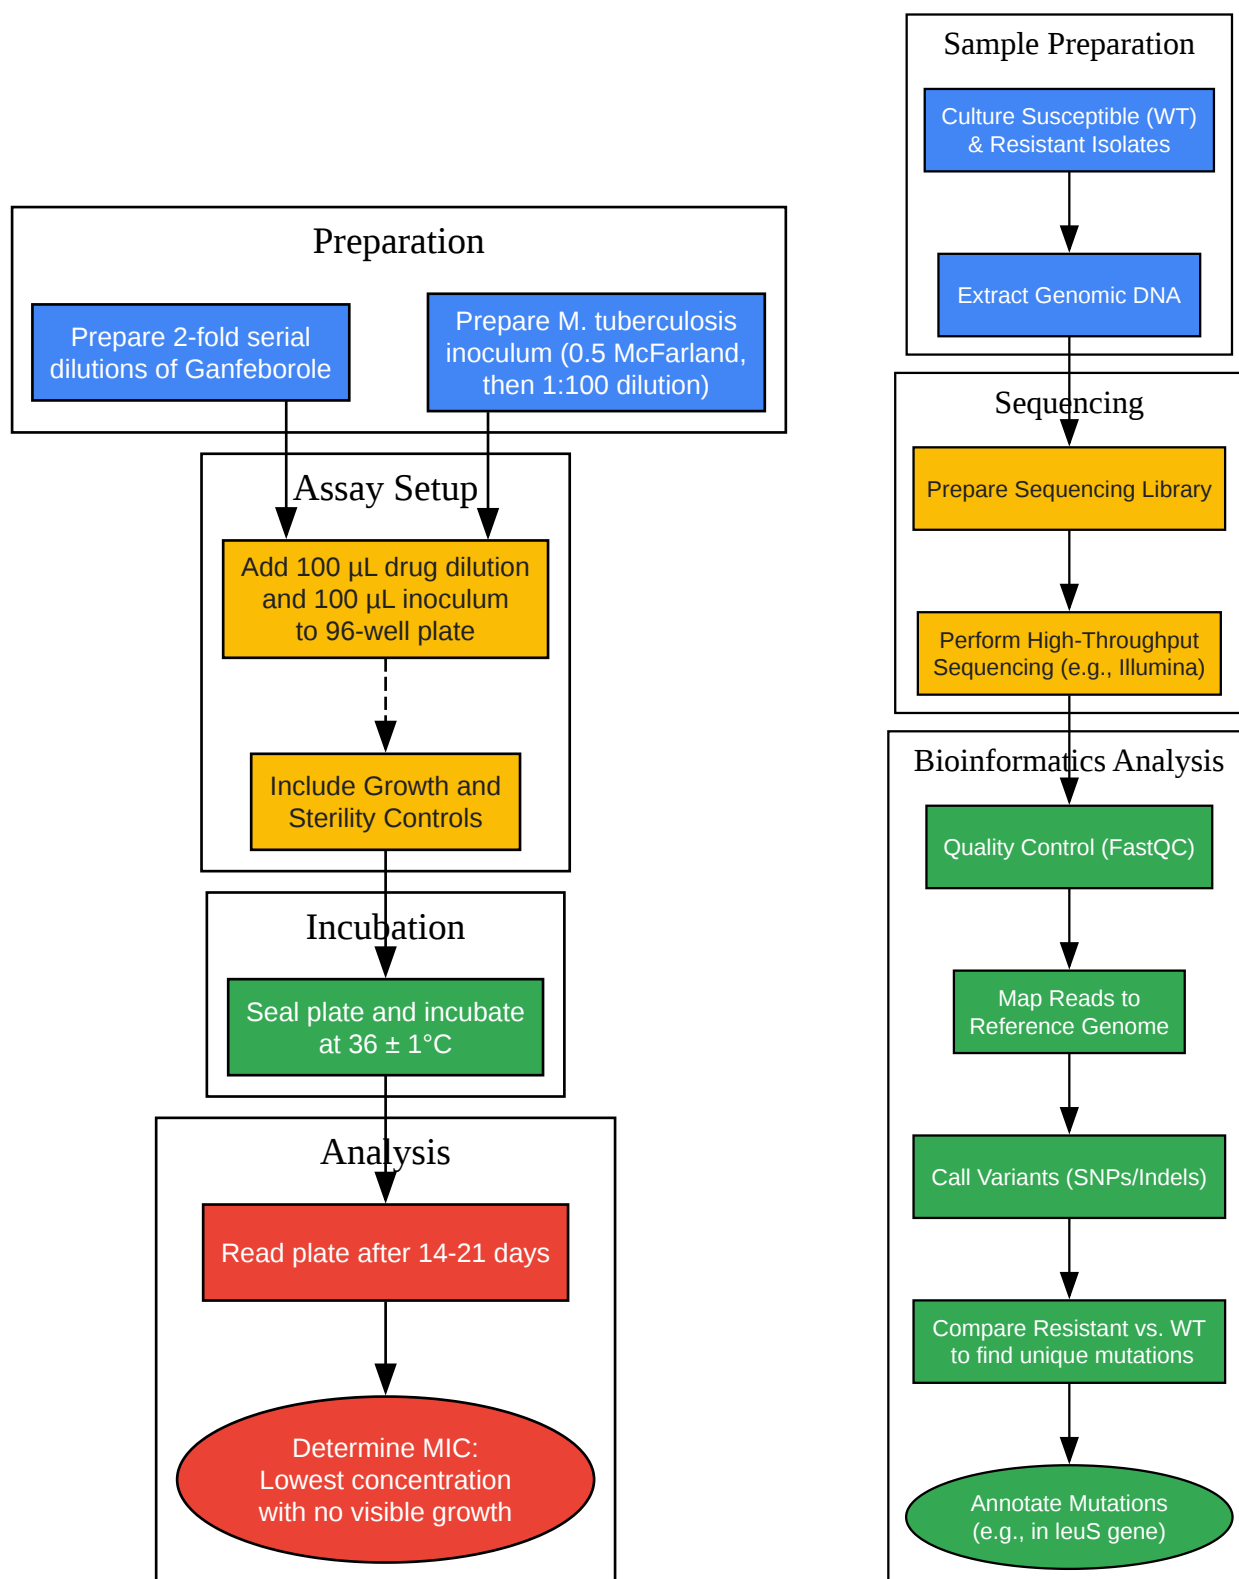 Preparation
Prepare 2-fold serial
dilutions of Ganfeborole
Prepare M. tuberculosis
inoculum (0.5 McFarland,
then 1:100 dilution)
Assay Setup
Add 100 µL drug dilution
and 100 µL inoculum
to 96-well plate
Include Growth and
Sterility Controls
Incubation
Seal plate and incubate
at 36 ± 1°C
Analysis
Read plate after 14-21 days
Determine MIC:
Lowest concentration
with no visible growth
Sample Preparation
Culture Susceptible (WT)
& Resistant Isolates
Extract Genomic DNA
Sequencing
Prepare Sequencing Library
Perform High-Throughput
Sequencing (e.g., Illumina)
Bioinformatics Analysis
Quality Control (FastQC)
Map Reads to
Reference Genome
Call Variants (SNPs/Indels)
Compare Resistant vs. WT
to find unique mutations
Annotate Mutations
(e.g., in leuS gene)